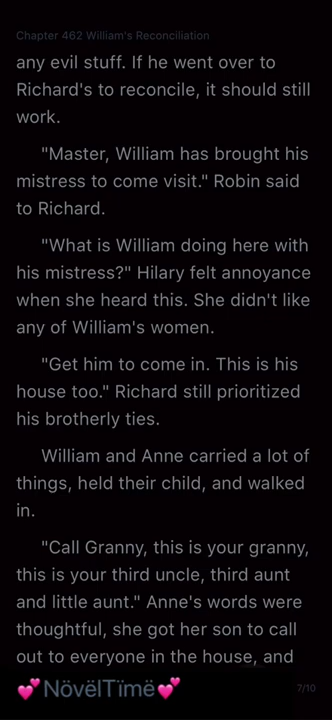 Chapter 462 William's Reconciliation
any evil stuff. If he went over to
Richard's to reconcile, it should still
work.
"Master, William has brought his
mistress to come visit." Robin said
to Richard.
"What is William doing here with
his mistress?" Hilary felt annoyance
when she heard this. She didn't like
any of William's women.
"Get him to come in. This is his
house too." Richard still prioritized
his brotherly ties.
William and Anne carried a lot of
things, held their child, and walked
in.
"Call Granny, this is your granny,
this is your third uncle, third aunt
and little aunt." Anne's words were
thoughtful, she got her son to call
out to everyone in the house, and
💕NövëlTïmë💕
7/10